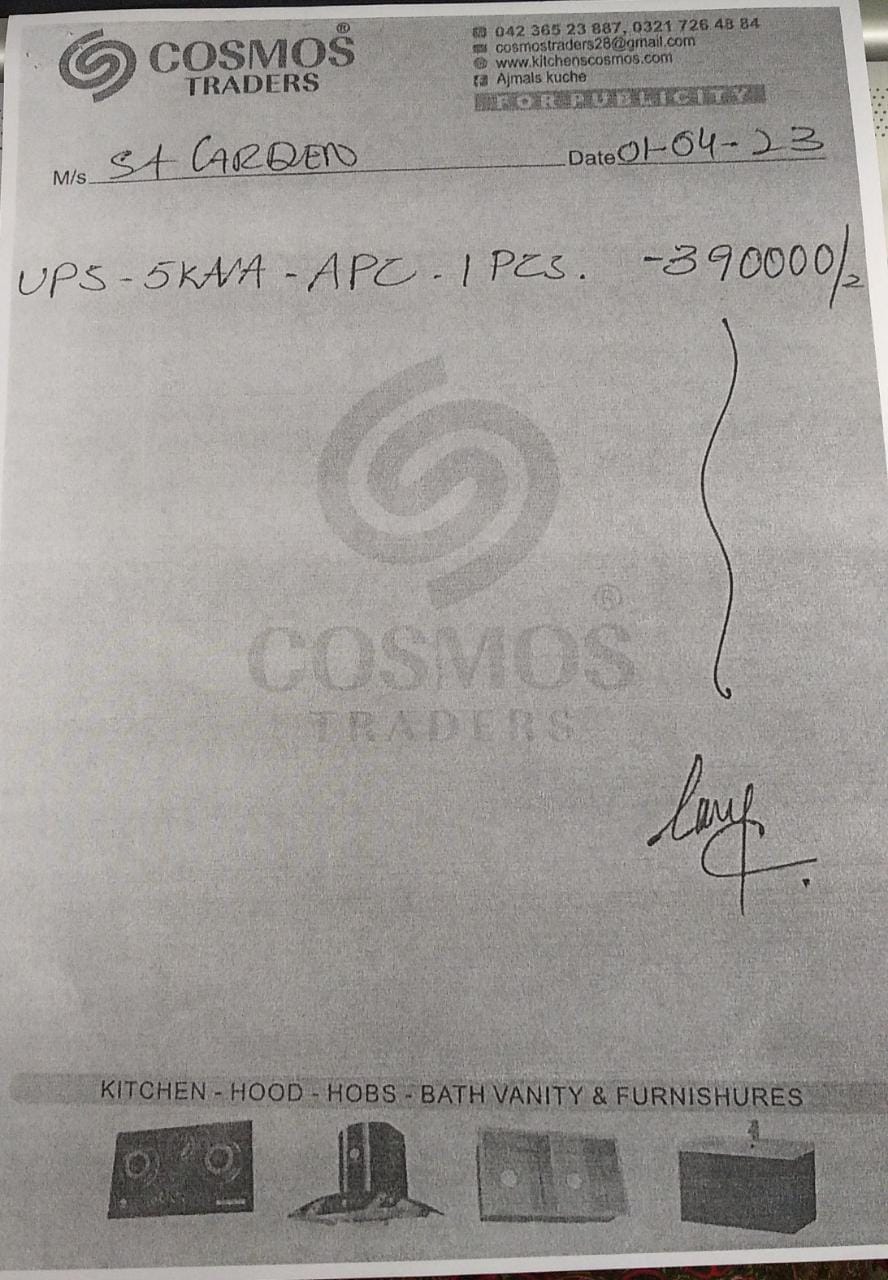 COSMOS ®
TRADERS
042 365 23 887, 0321 726 48 84
cosmostraders28@gmail.com
www.kitchenscosmos.com
Ajmals kuche
FOR PUBLICITY
M/s. St GARDEN Date 01-04-23
UPS - 5KVA - APC - 1 PCS. - 390000/=
®
COSMOS
TRADERS
KITCHEN - HOOD - HOBS - BATH VANITY & FURNISHURES